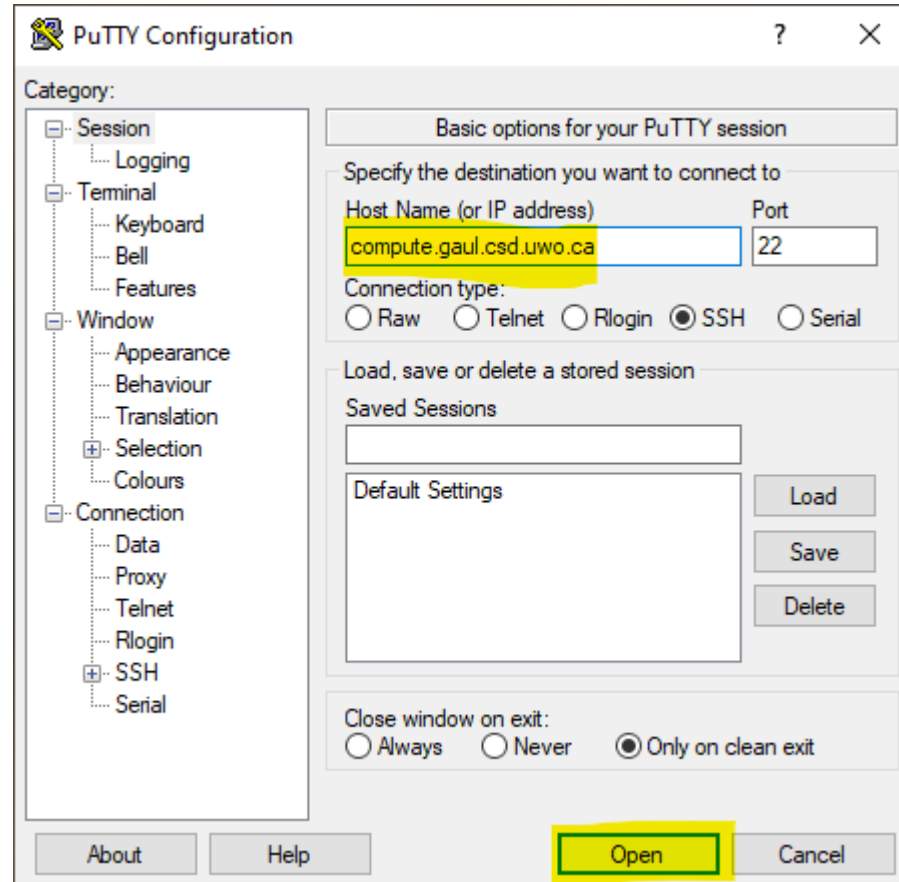 PuTTY Configuration ?
Category:
Session
Logging
Terminal
Keyboard
Bell
Features
Window
Appearance
Behaviour
Translation
Selection
Colours
Connection
Data
Proxy
Telnet
Rlogin
SSH
Serial
Basic options for your PuTTY session
Specify the destination you want to connect to
Host Name (or IP address) Port
compute.gaul.csd.uwo.ca 22
Connection type:
Raw Telnet Rlogin SSH Serial
Load, save or delete a stored session
Saved Sessions
Default Settings
Load
Save
Delete
Close window on exit:
Always Never Only on clean exit
About Help Open Cancel